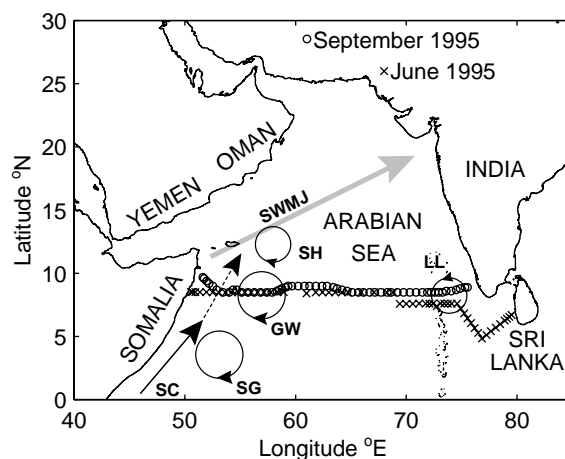 30
25
20
15
10
5
0
Latitude °N
○ September 1995
× June 1995
OMAN
YEMEN
INDIA
SWMJ
ARABIAN
SEA
SH
LL
SOMALIA
GW
SRI
LANKA
SC
SG
40
50
60
70
80
Longitude °E